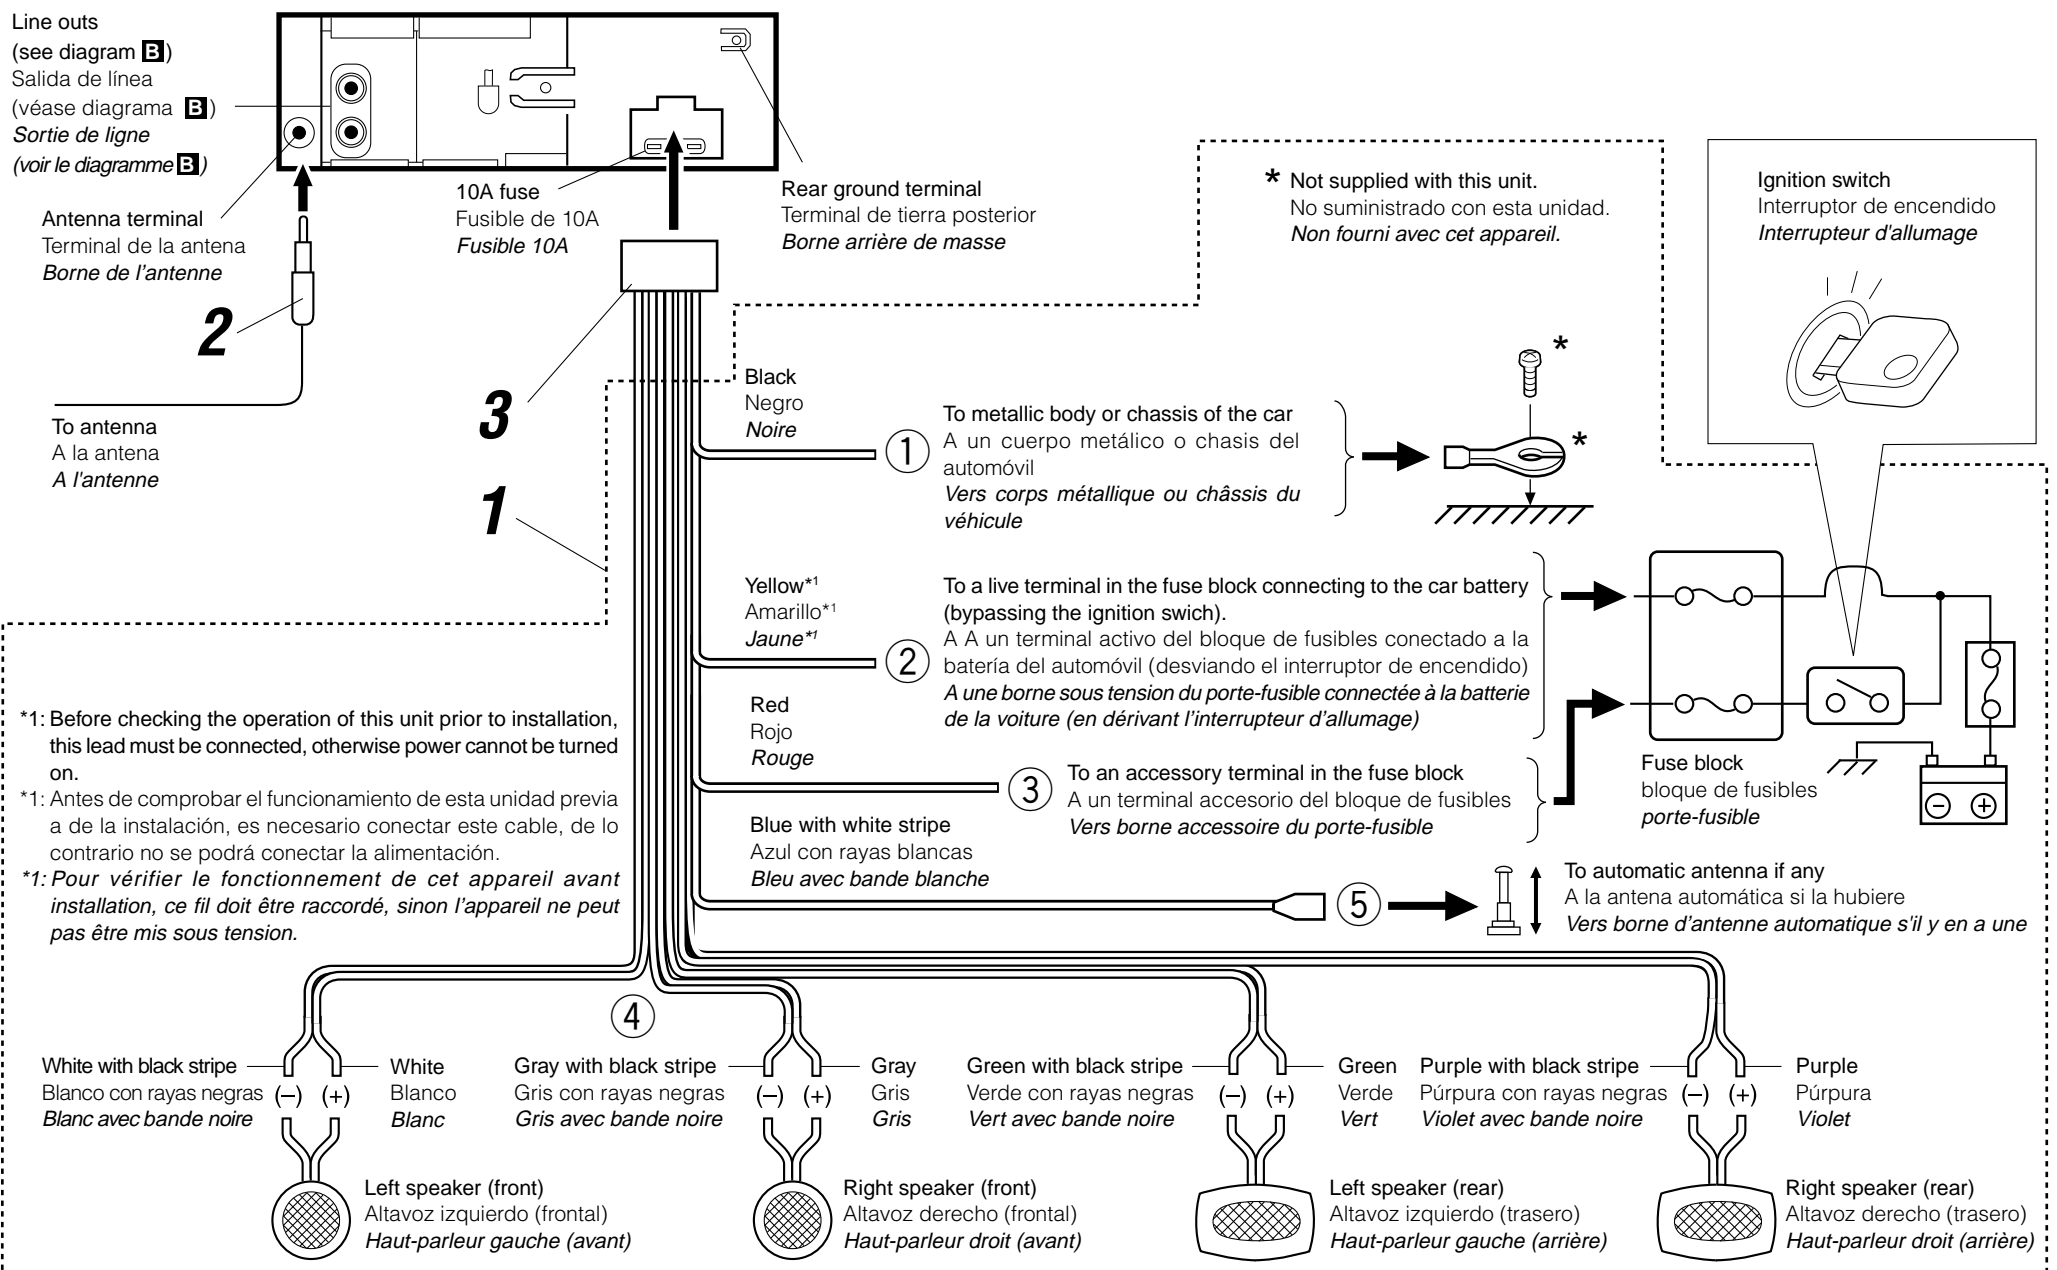 Line outs
(see diagram B)
Salida de línea
(véase diagrama B)
Sortie de ligne
(voir le diagramme B)
Antenna terminal
Terminal de la antena
Borne de l'antenne
10A fuse
Fusible de 10A
Fusible 10A
Rear ground terminal
Terminal de tierra posterior
Borne arrière de masse
* Not supplied with this unit.
No suministrado con esta unidad.
Non fourni avec cet appareil.
Ignition switch
Interruptor de encendido
Interrupteur d'allumage
2
3
1
To antenna
A la antena
A l'antenne
Black
Negro
Noire
①
To metallic body or chassis of the car
A un cuerpo metálico o chasis del
automóvil
Vers corps métallique ou châssis du
véhicule
*
*
Yellow*1
Amarillo*1
Jaune*1
②
To a live terminal in the fuse block connecting to the car battery
(bypassing the ignition swich).
A A un terminal activo del bloque de fusibles conectado a la
batería del automóvil (desviando el interruptor de encendido)
A une borne sous tension du porte-fusible connectée à la batterie
de la voiture (en dérivant l'interrupteur d'allumage)
Red
Rojo
Rouge
③
To an accessory terminal in the fuse block
A un terminal accesorio del bloque de fusibles
Vers borne accessoire du porte-fusible
Fuse block
bloque de fusibles
porte-fusible
− +
*1: Before checking the operation of this unit prior to installation,
this lead must be connected, otherwise power cannot be turned
on.
*1: Antes de comprobar el funcionamiento de esta unidad previa
a de la instalación, es necesario conectar este cable, de lo
contrario no se podrá conectar la alimentación.
*1: Pour vérifier le fonctionnement de cet appareil avant
installation, ce fil doit être raccordé, sinon l'appareil ne peut
pas être mis sous tension.
Blue with white stripe
Azul con rayas blancas
Bleu avec bande blanche
⑤
To automatic antenna if any
A la antena automática si la hubiere
Vers borne d'antenne automatique s'il y en a une
④
White with black stripe
Blanco con rayas negras
Blanc avec bande noire
(−) (+)
White
Blanco
Blanc
Gray with black stripe
Gris con rayas negras
Gris avec bande noire
(−) (+)
Gray
Gris
Gris
Green with black stripe
Verde con rayas negras
Vert avec bande noire
(−) (+)
Green
Verde
Vert
Purple with black stripe
Púrpura con rayas negras
Violet avec bande noire
(−) (+)
Purple
Púrpura
Violet
Left speaker (front)
Altavoz izquierdo (frontal)
Haut-parleur gauche (avant)
Right speaker (front)
Altavoz derecho (frontal)
Haut-parleur droit (avant)
Left speaker (rear)
Altavoz izquierdo (trasero)
Haut-parleur gauche (arrière)
Right speaker (rear)
Altavoz derecho (trasero)
Haut-parleur droit (arrière)